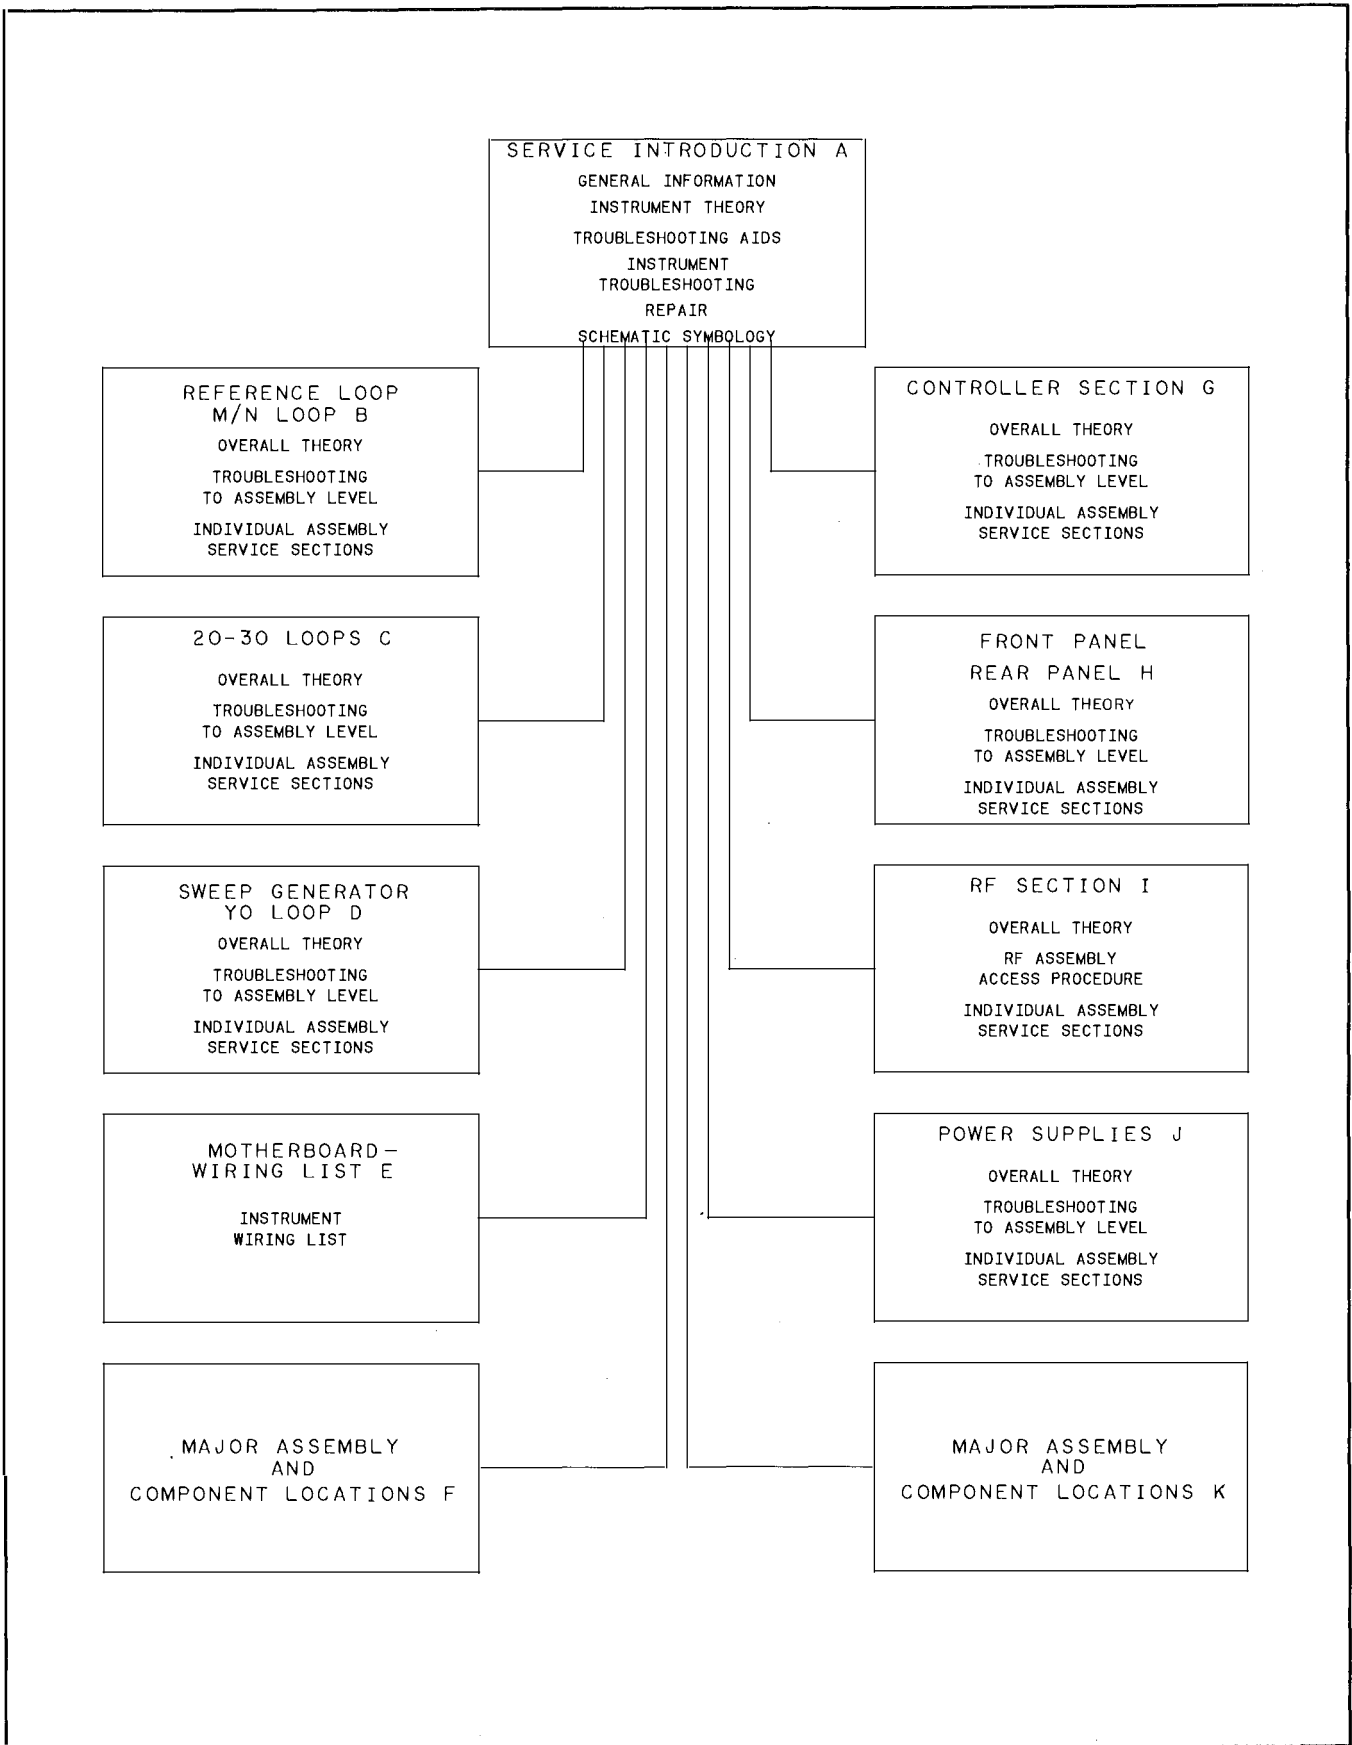 SERVICE INTRODUCTION A
GENERAL INFORMATION
INSTRUMENT THEORY
TROUBLESHOOTING AIDS
INSTRUMENT
TROUBLESHOOTING
REPAIR
SCHEMATIC SYMBOLOGY
REFERENCE LOOP
M/N LOOP B
OVERALL THEORY
TROUBLESHOOTING
TO ASSEMBLY LEVEL
INDIVIDUAL ASSEMBLY
SERVICE SECTIONS
20-30 LOOPS C
OVERALL THEORY
TROUBLESHOOTING
TO ASSEMBLY LEVEL
INDIVIDUAL ASSEMBLY
SERVICE SECTIONS
SWEEP GENERATOR
YO LOOP D
OVERALL THEORY
TROUBLESHOOTING
TO ASSEMBLY LEVEL
INDIVIDUAL ASSEMBLY
SERVICE SECTIONS
MOTHERBOARD-
WIRING LIST E
INSTRUMENT
WIRING LIST
MAJOR ASSEMBLY
AND
COMPONENT LOCATIONS F
CONTROLLER SECTION G
OVERALL THEORY
TROUBLESHOOTING
TO ASSEMBLY LEVEL
INDIVIDUAL ASSEMBLY
SERVICE SECTIONS
FRONT PANEL
REAR PANEL H
OVERALL THEORY
TROUBLESHOOTING
TO ASSEMBLY LEVEL
INDIVIDUAL ASSEMBLY
SERVICE SECTIONS
RF SECTION I
OVERALL THEORY
RF ASSEMBLY
ACCESS PROCEDURE
INDIVIDUAL ASSEMBLY
SERVICE SECTIONS
POWER SUPPLIES J
OVERALL THEORY
TROUBLESHOOTING
TO ASSEMBLY LEVEL
INDIVIDUAL ASSEMBLY
SERVICE SECTIONS
MAJOR ASSEMBLY
AND
COMPONENT LOCATIONS K